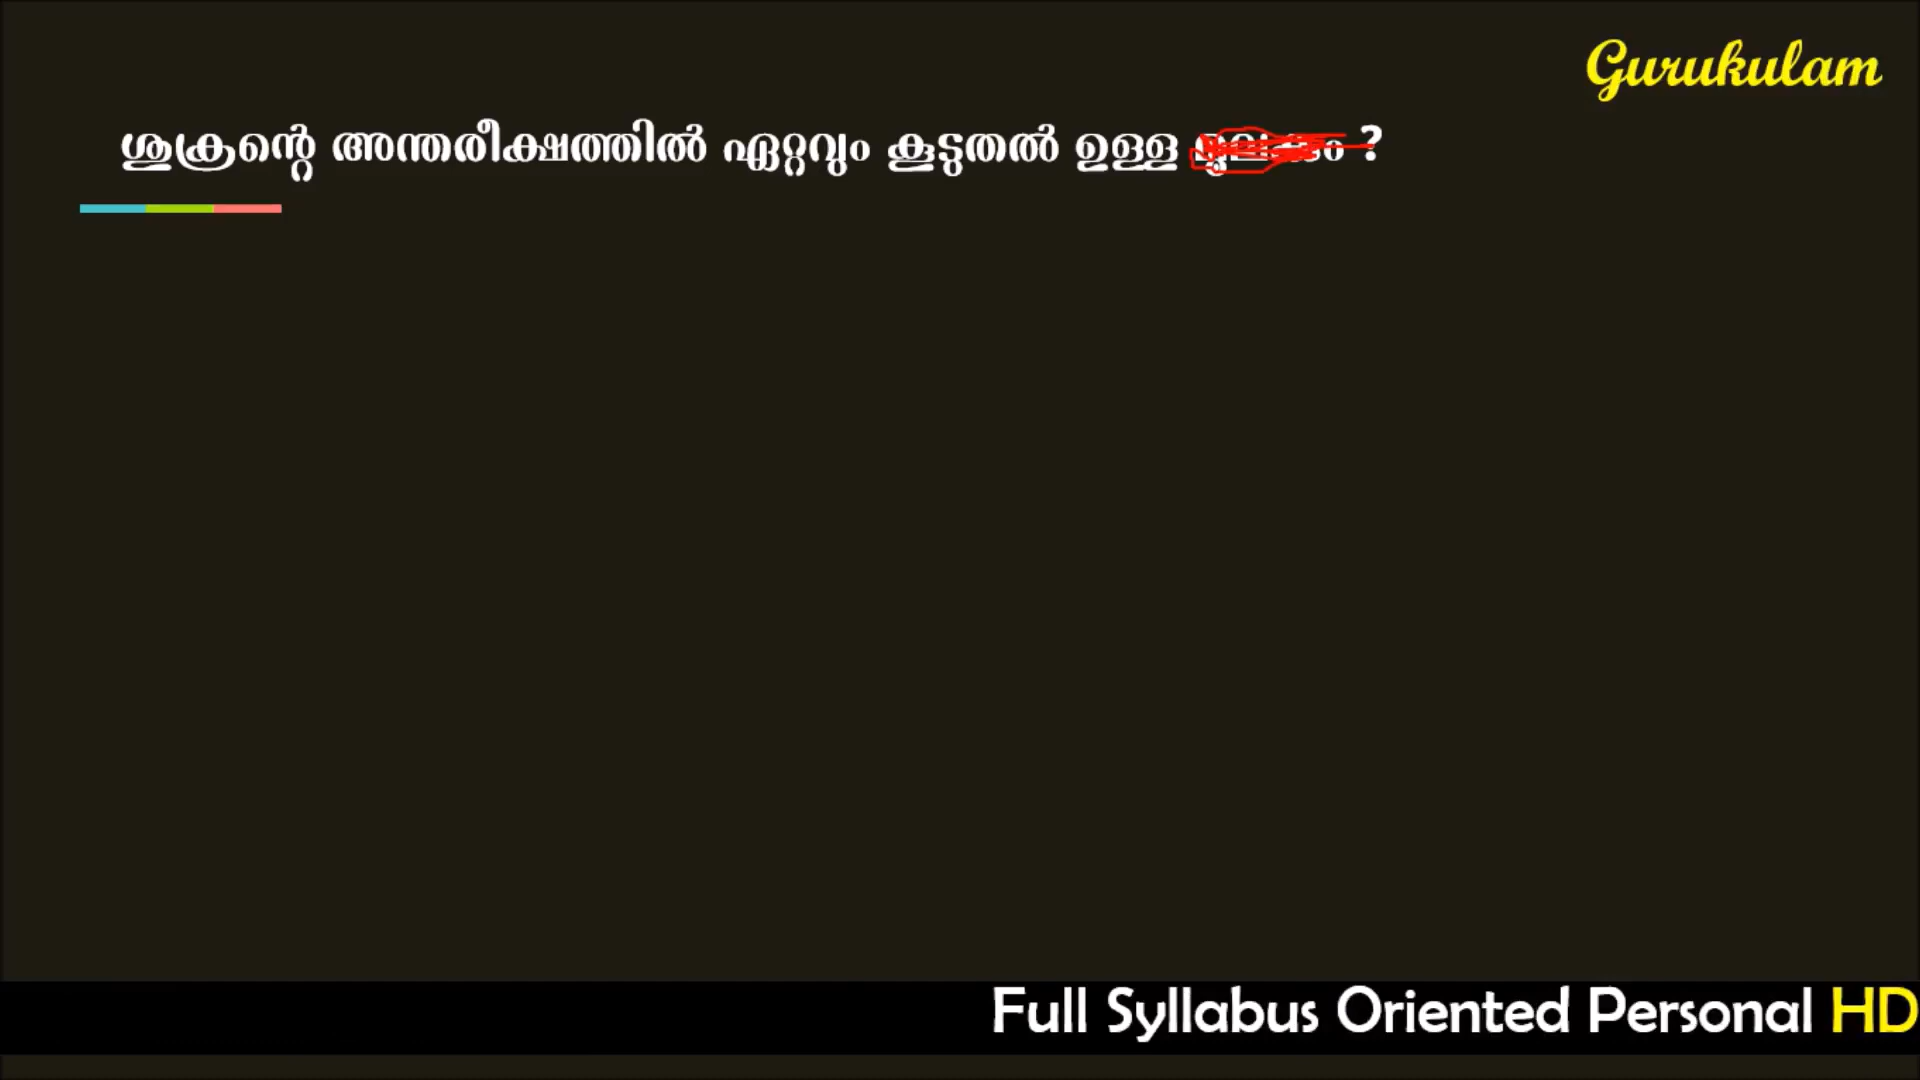 Gurukulam
ശുക്രന്റെ അന്തരീക്ഷത്തിൽ ഏറ്റവും കൂടുതൽ ഉള്ള ?
Full Syllabus Oriented Personal HD